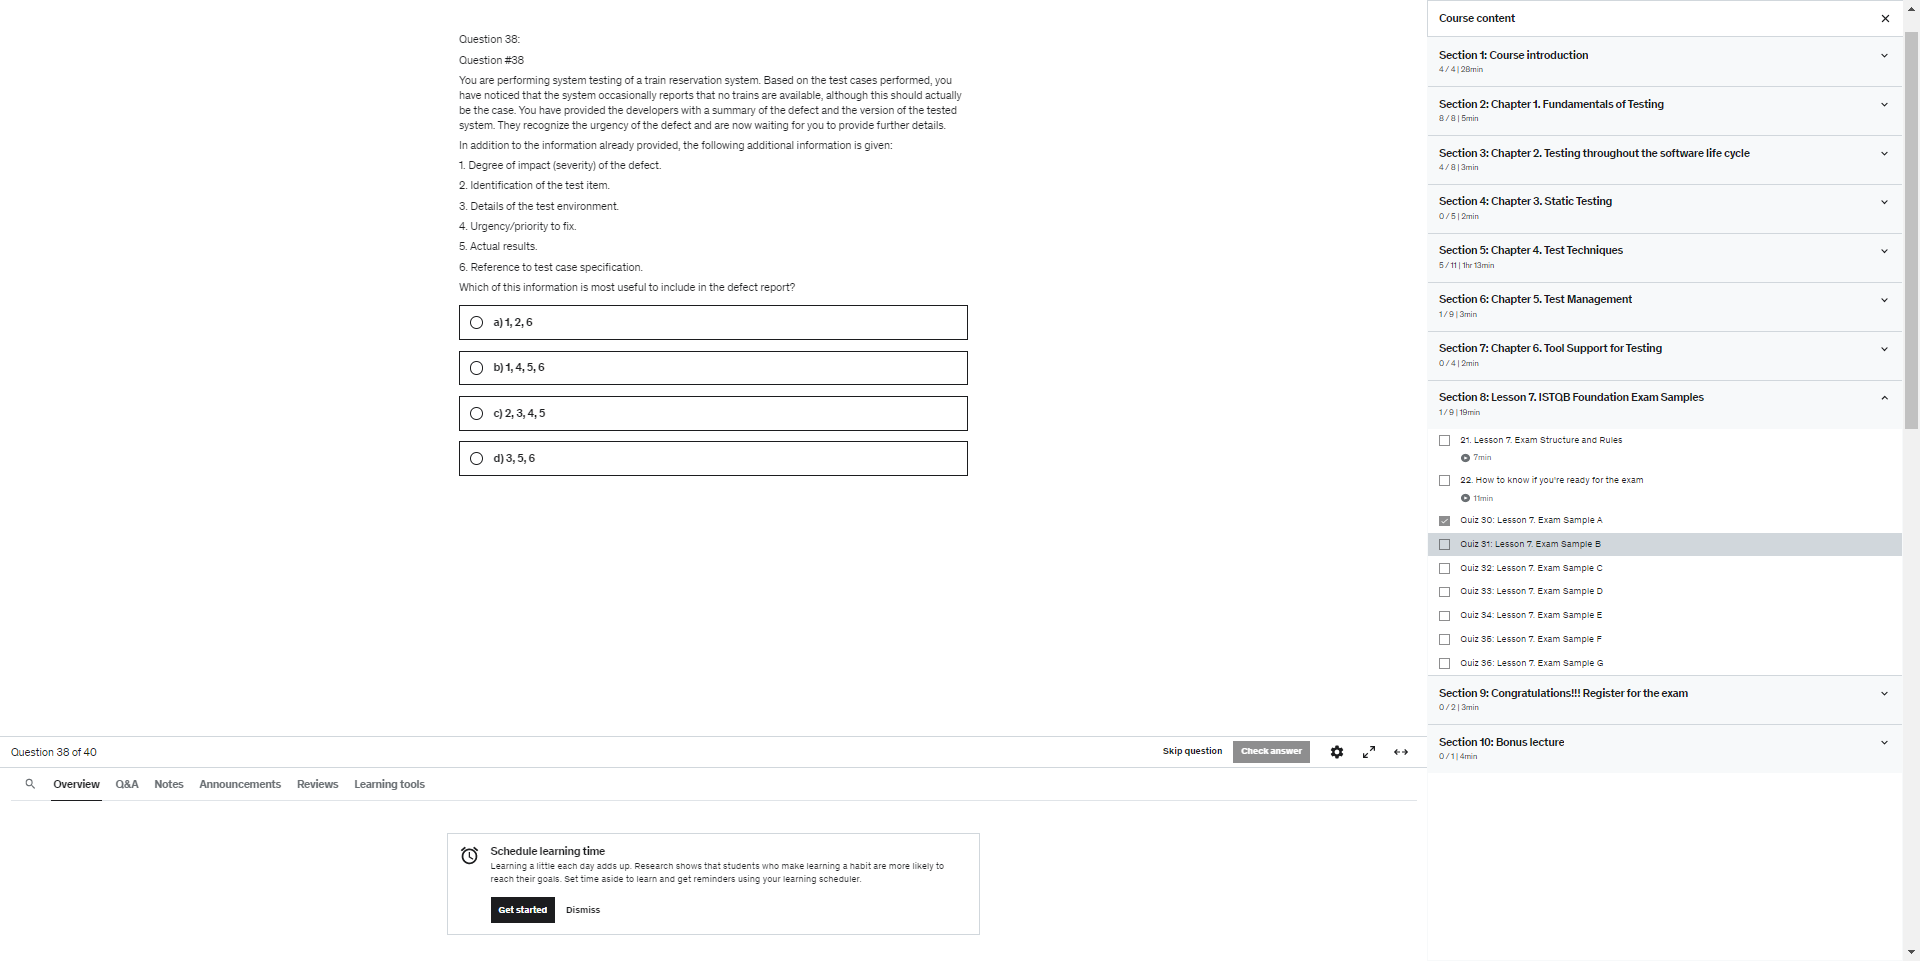 Question 38:
Question #38
You are performing system testing of a train reservation system. Based on the test cases performed, you
have noticed that the system occasionally reports that no trains are available, although this should actually
be the case. You have provided the developers with a summary of the defect and the version of the tested
system. They recognize the urgency of the defect and are now waiting for you to provide further details.
In addition to the information already provided, the following additional information is given:
1. Degree of impact (severity) of the defect.
2. Identification of the test item.
3. Details of the test environment.
4. Urgency/priority to fix.
5. Actual results.
6. Reference to test case specification.
Which of this information is most useful to include in the defect report?
a) 1, 2, 6
b) 1, 4, 5, 6
c) 2, 3, 4, 5
d) 3, 5, 6
Question 38 of 40
Skip question
Check answer
Overview
Q&A
Notes
Announcements
Reviews
Learning tools
Schedule learning time
Learning a little each day adds up. Research shows that students who make learning a habit are more likely to
reach their goals. Set time aside to learn and get reminders using your learning scheduler.
Get started
Dismiss
Course content
Section 1: Course introduction
4 / 4 | 28min
Section 2: Chapter 1. Fundamentals of Testing
8 / 8 | 5min
Section 3: Chapter 2. Testing throughout the software life cycle
4 / 8 | 3min
Section 4: Chapter 3. Static Testing
0 / 5 | 2min
Section 5: Chapter 4. Test Techniques
5 / 11 | 1hr 13min
Section 6: Chapter 5. Test Management
1 / 9 | 3min
Section 7: Chapter 6. Tool Support for Testing
0 / 4 | 2min
Section 8: Lesson 7. ISTQB Foundation Exam Samples
1 / 9 | 19min
21. Lesson 7. Exam Structure and Rules
7min
22. How to know if you're ready for the exam
11min
Quiz 30: Lesson 7. Exam Sample A
Quiz 31: Lesson 7. Exam Sample B
Quiz 32: Lesson 7. Exam Sample C
Quiz 33: Lesson 7. Exam Sample D
Quiz 34: Lesson 7. Exam Sample E
Quiz 35: Lesson 7. Exam Sample F
Quiz 36: Lesson 7. Exam Sample G
Section 9: Congratulations!!! Register for the exam
0 / 2 | 3min
Section 10: Bonus lecture
0 / 1 | 4min